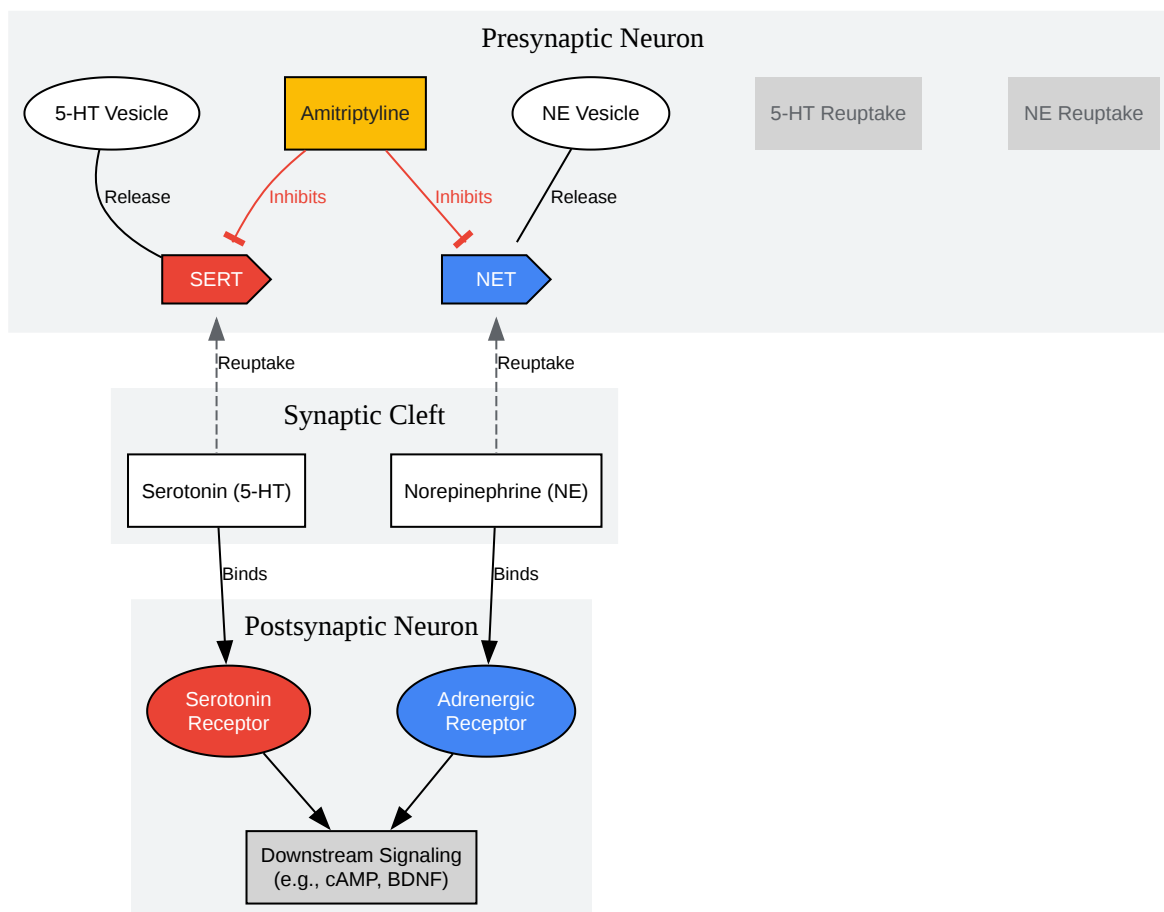 Presynaptic Neuron
5-HT Vesicle
Amitriptyline
NE Vesicle
5-HT Reuptake
NE Reuptake
Release
Inhibits
Inhibits
Release
SERT
NET
Reuptake
Reuptake
Synaptic Cleft
Serotonin (5-HT)
Norepinephrine (NE)
Binds
Binds
Postsynaptic Neuron
Serotonin
Receptor
Adrenergic
Receptor
Downstream Signaling
(e.g., cAMP, BDNF)